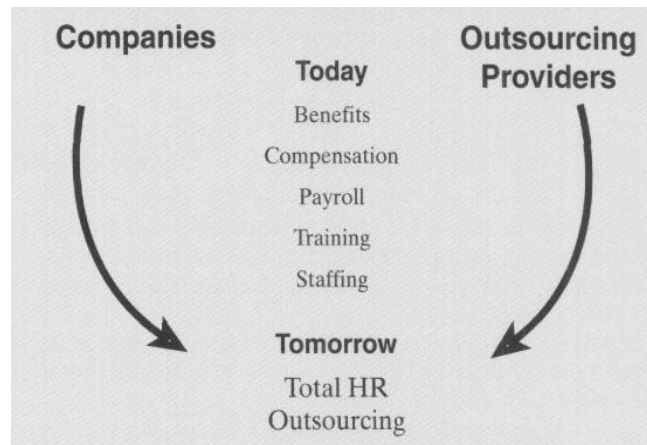 Companies
Outsourcing
Providers
Today
Benefits
Compensation
Payroll
Training
Staffing
Tomorrow
Total HR
Outsourcing